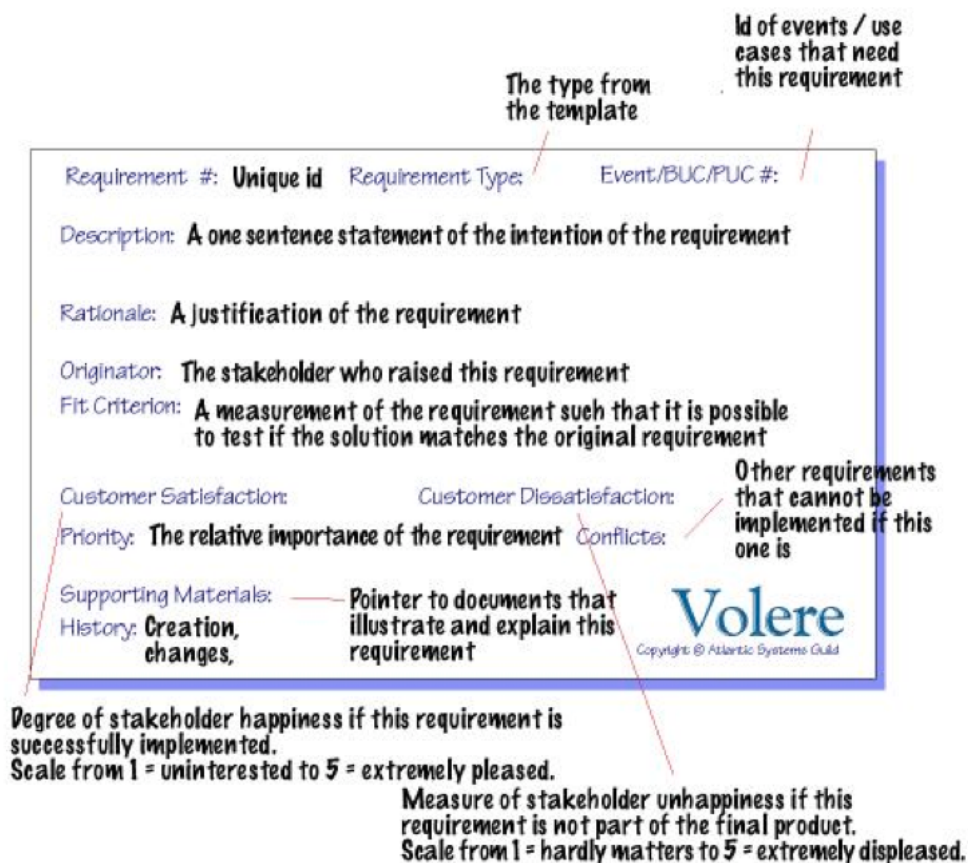 Id of events / use
cases that need
this requirement
The type from
the template
Requirement #: Unique id Requirement Type: Event/BUC/PUC #:
Description: A one sentence statement of the intention of the requirement
Rationale: A justification of the requirement
Originator: The stakeholder who raised this requirement
Fit Criterion: A measurement of the requirement such that it is possible
to test if the solution matches the original requirement
Other requirements
that cannot be
implemented if this
one is
Customer Satisfaction: Customer Dissatisfaction:
Priority: The relative importance of the requirement Conflicts:
Supporting Materials: Pointer to documents that
illustrate and explain this
requirement
History: Creation,
changes,
Volere
Copyright © Atlantic Systems Guild
Degree of stakeholder happiness if this requirement is
successfully implemented.
Scale from 1 = uninterested to 5 = extremely pleased.
Measure of stakeholder unhappiness if this
requirement is not part of the final product.
Scale from 1 = hardly matters to 5 = extremely displeased.